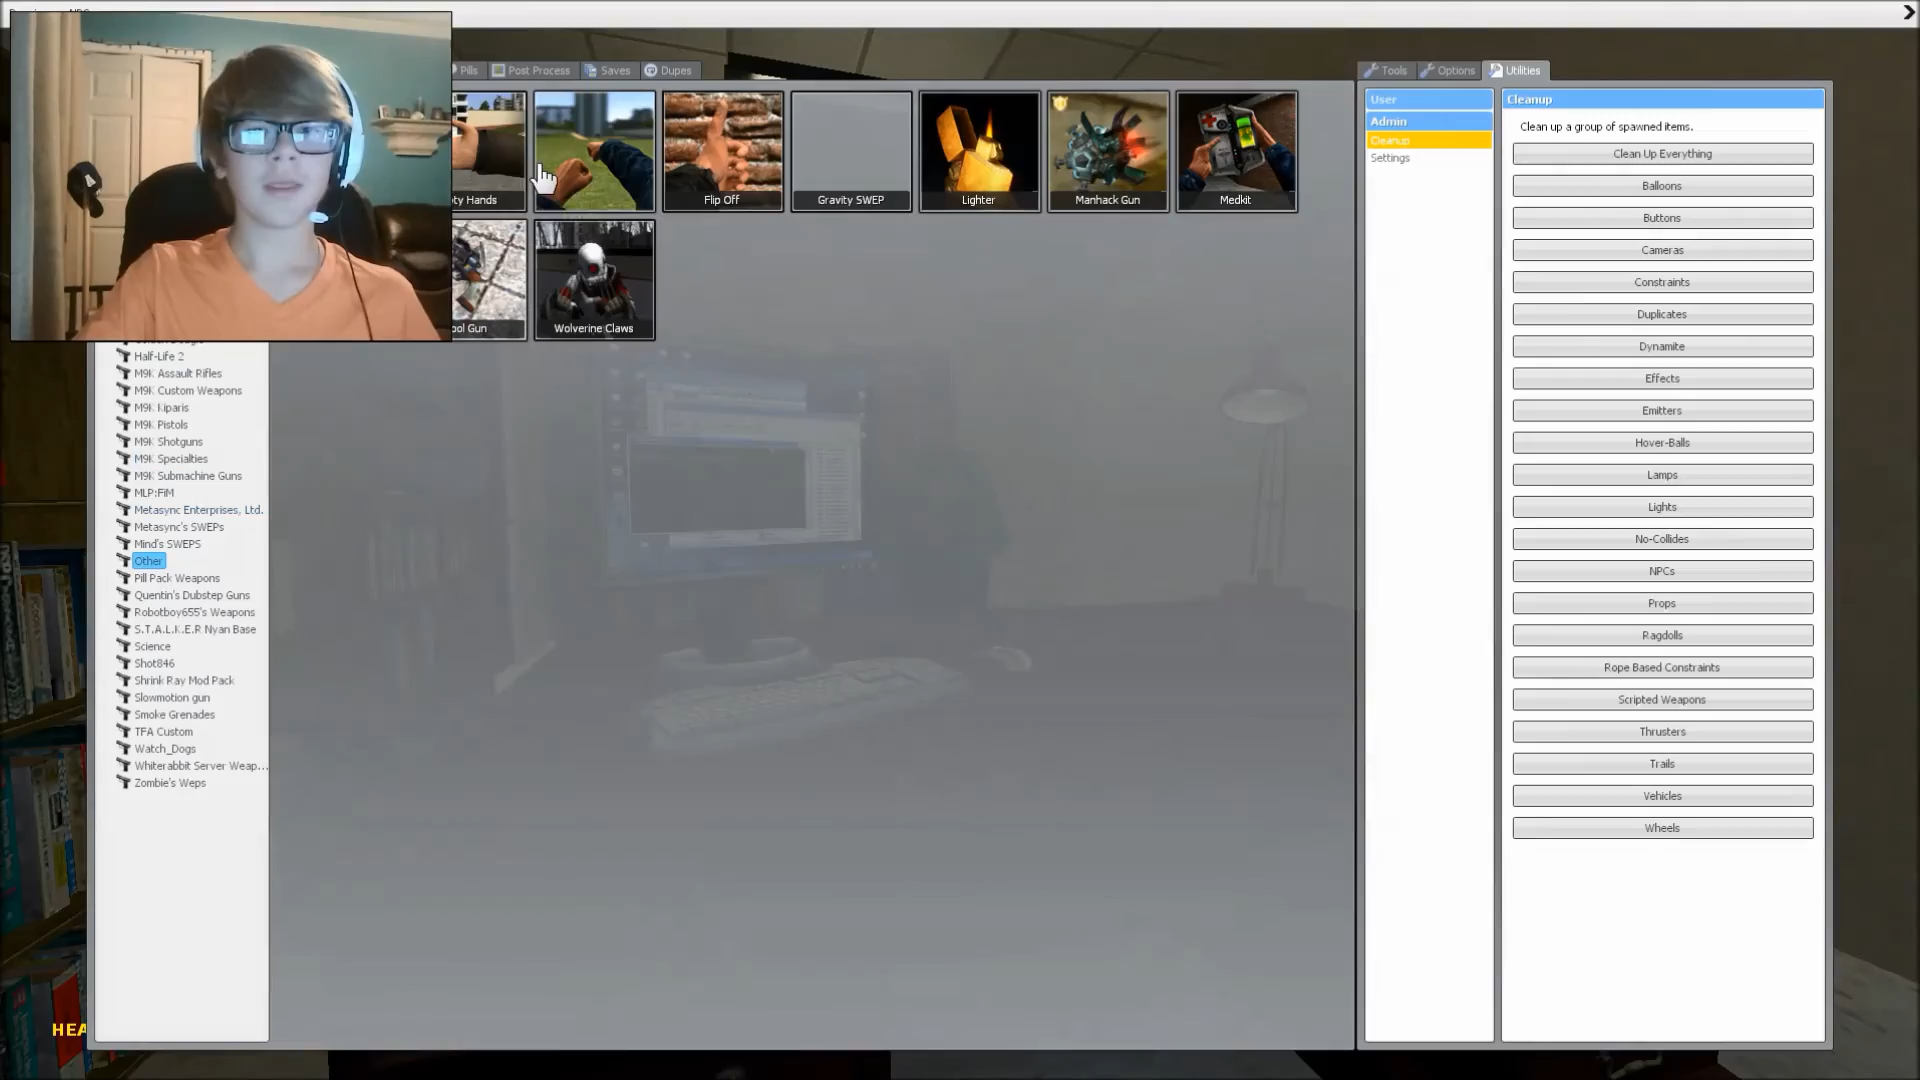 Pills
Post Process
Saves
Dupes
Tools
Options
Utilities
ty Hands
Flip Off
Gravity SWEP
Lighter
Manhack Gun
Medkit
ool Gun
Wolverine Claws
Half-Life 2
M9K Assault Rifles
M9K Custom Weapons
M9K Kiparis
M9K Pistols
M9K Shotguns
M9K Specialties
M9K Submachine Guns
MLP:FiM
Metasync Enterprises, Ltd.
Metasync's SWEPs
Mind's SWEPS
Other
Pill Pack Weapons
Quentin's Dubstep Guns
Robotboy655's Weapons
S.T.A.L.K.E.R Nyan Base
Science
Shot846
Shrink Ray Mod Pack
Slowmotion gun
Smoke Grenades
TFA Custom
Watch_Dogs
Whiterabbit Server Weap...
Zombie's Weps
HEA
User
Admin
Cleanup
Settings
Cleanup
Clean up a group of spawned items.
Clean Up Everything
Balloons
Buttons
Cameras
Constraints
Duplicates
Dynamite
Effects
Emitters
Hover-Balls
Lamps
Lights
No-Collides
NPCs
Props
Ragdolls
Rope Based Constraints
Scripted Weapons
Thrusters
Trails
Vehicles
Wheels